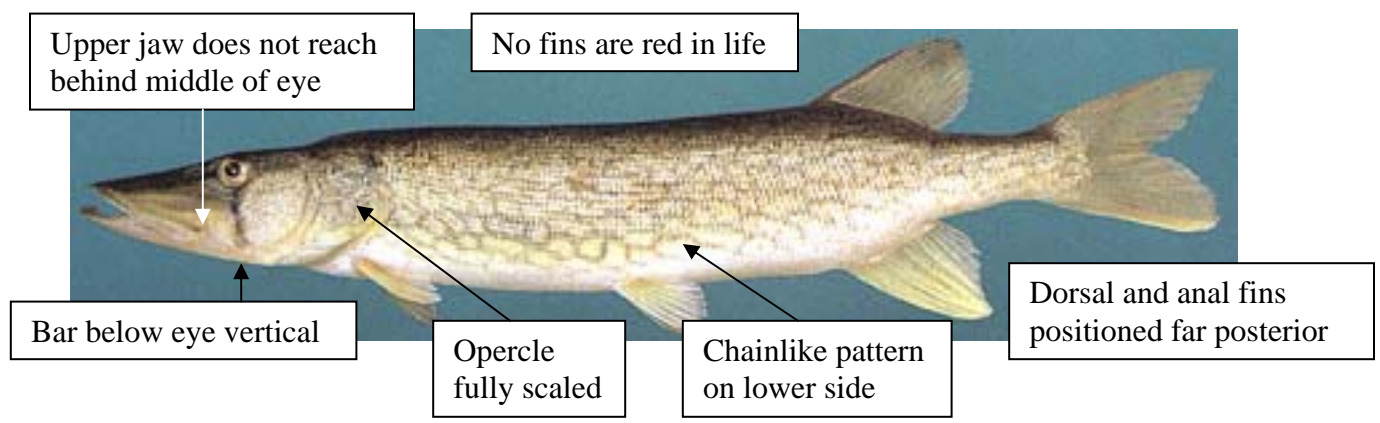 Upper jaw does not reach
behind middle of eye
No fins are red in life
Bar below eye vertical
Opercle
fully scaled
Chainlike pattern
on lower side
Dorsal and anal fins
positioned far posterior